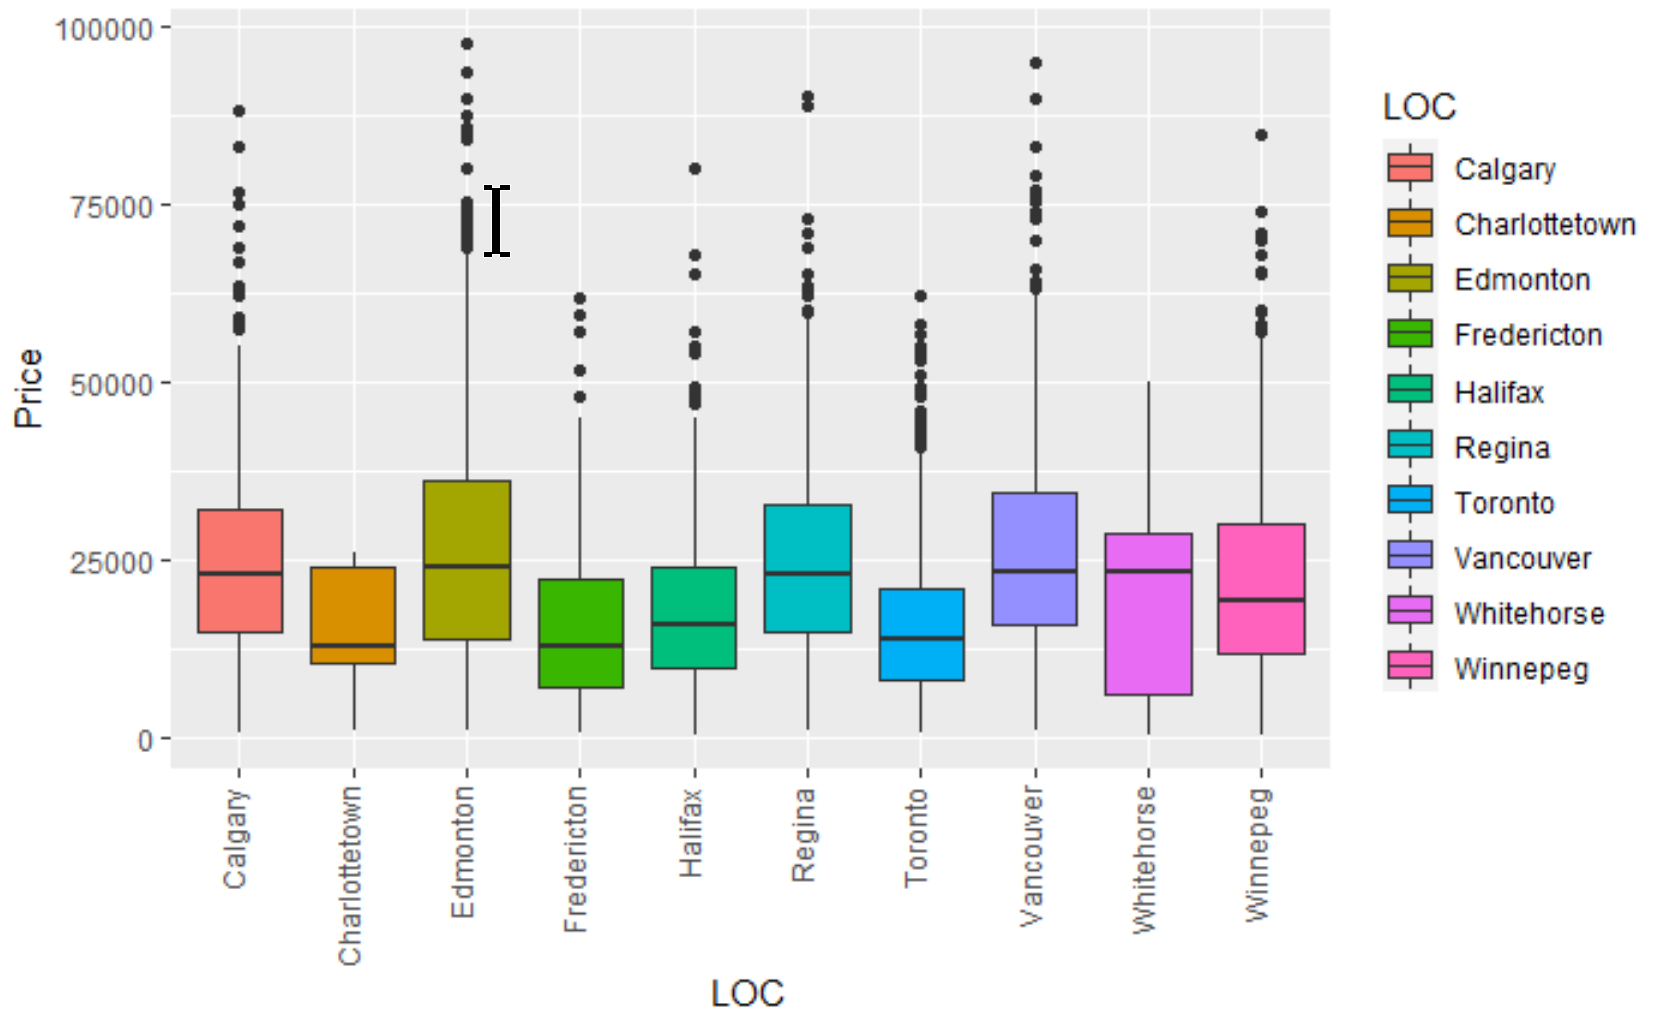 100000
75000
50000
25000
0
Price
Calgary
Charlottetown
Edmonton
Fredericton
Halifax
Regina
Toronto
Vancouver
Whitehorse
Winnepeg
LOC
LOC
Calgary
Charlottetown
Edmonton
Fredericton
Halifax
Regina
Toronto
Vancouver
Whitehorse
Winnepeg